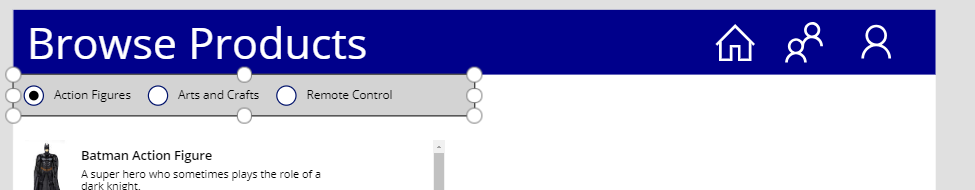 Browse Products
Action Figures Arts and Crafts Remote Control
Batman Action Figure
A super hero who sometimes plays the role of a
dark knight.